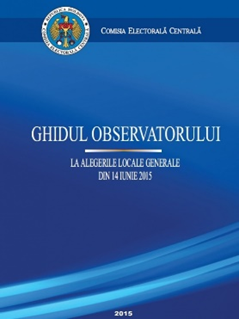 COMISIA ELECTORALĂ CENTRALĂ
GHIDUL OBSERVATORULUI
LA ALEGERILE LOCALE GENERALE
DIN 14 IUNIE 2015
2015